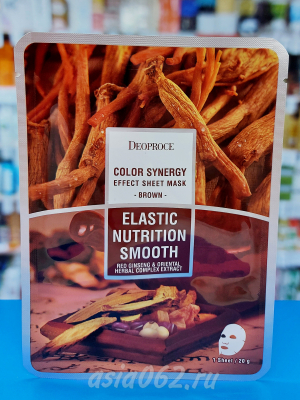 DEOPROCE
COLOR SYNERGY
EFFECT SHEET MASK
- BROWN -
ELASTIC
NUTRITION
SMOOTH
RED GINSENG & ORIENTAL
HERBAL COMPLEX EXTRACT
1 Sheet / 20 g
asia062.ru